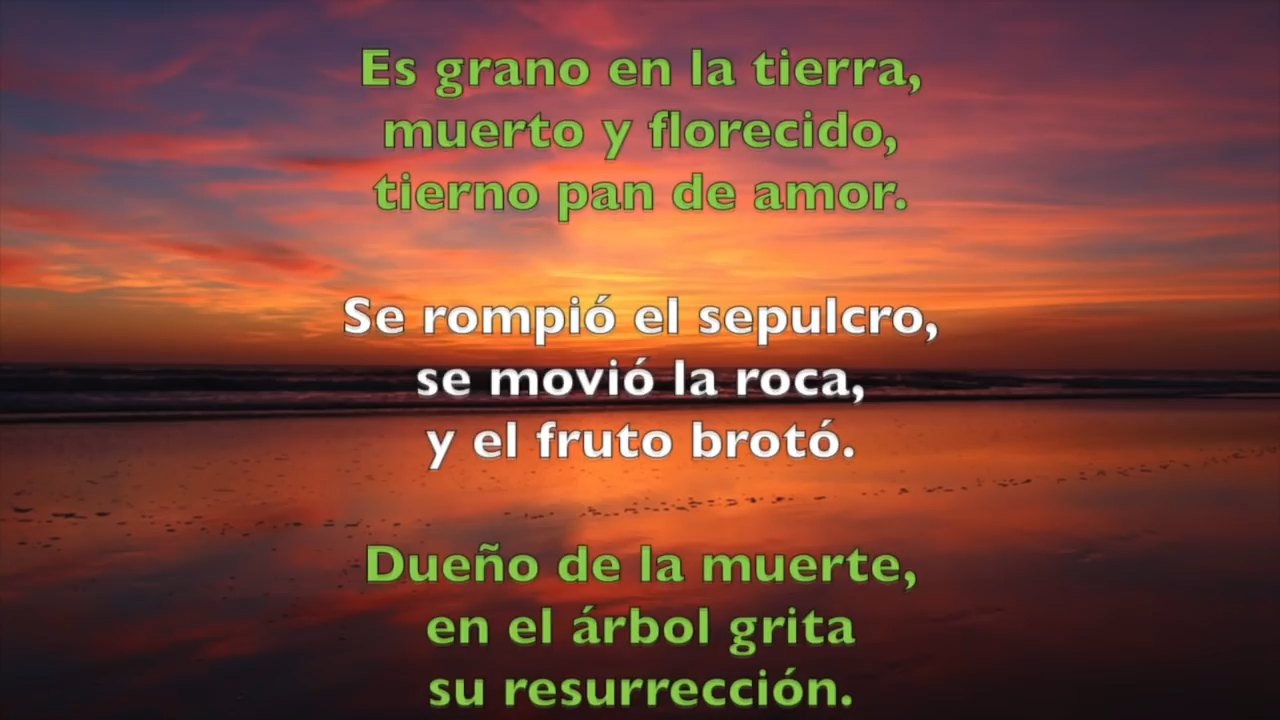 Es grano en la tierra,
muerto y florecido,
tierno pan de amor.
Se rompió el sepulcro,
se movió la roca,
y el fruto brotó.
Dueño de la muerte,
en el árbol grita
su resurrección.